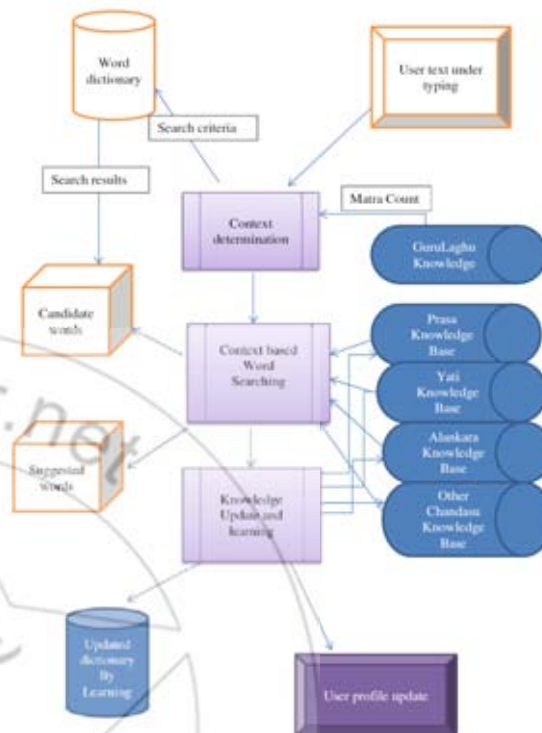 Word
dictionary
User text under
typing
Search criteria
Search results
Matra Count
Context
determination
GuruLaghu
Knowledge
Candidate
words
Context based
Word
Searching
Prasa
Knowledge
Base
Yati
Knowledge
Base
Alankara
Knowledge
Base
Other
Chandasu
Knowledge
Base
Suggested
words
Knowledge
Update and
learning
Updated
dictionary
By
Learning
User profile update
r.net